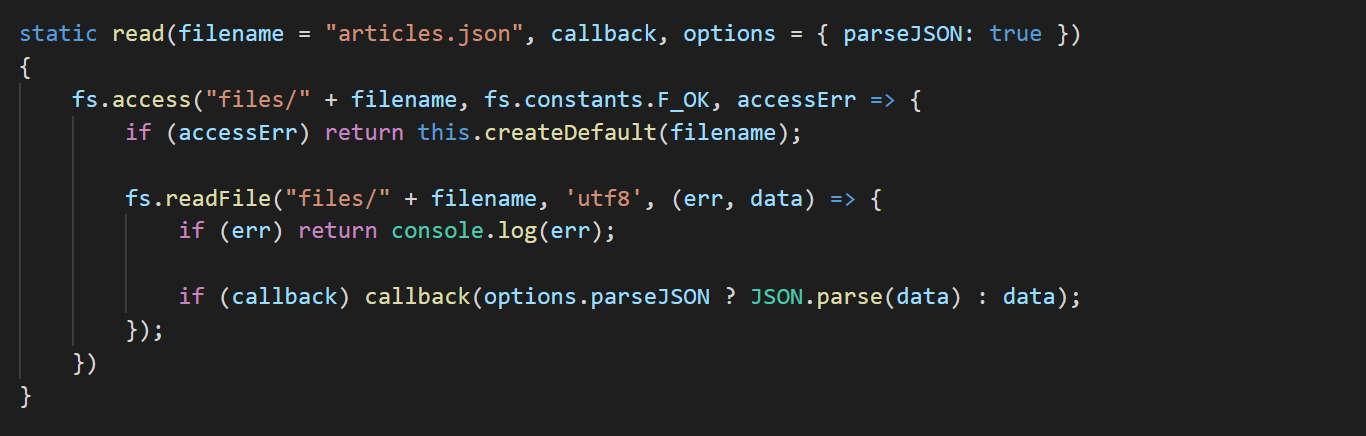 static read(filename = "articles.json", callback, options = { parseJSON: true })
{
    fs.access("files/" + filename, fs.constants.F_OK, accessErr => {
        if (accessErr) return this.createDefault(filename);

        fs.readFile("files/" + filename, 'utf8', (err, data) => {
            if (err) return console.log(err);

            if (callback) callback(options.parseJSON ? JSON.parse(data) : data);
        });
    })
}